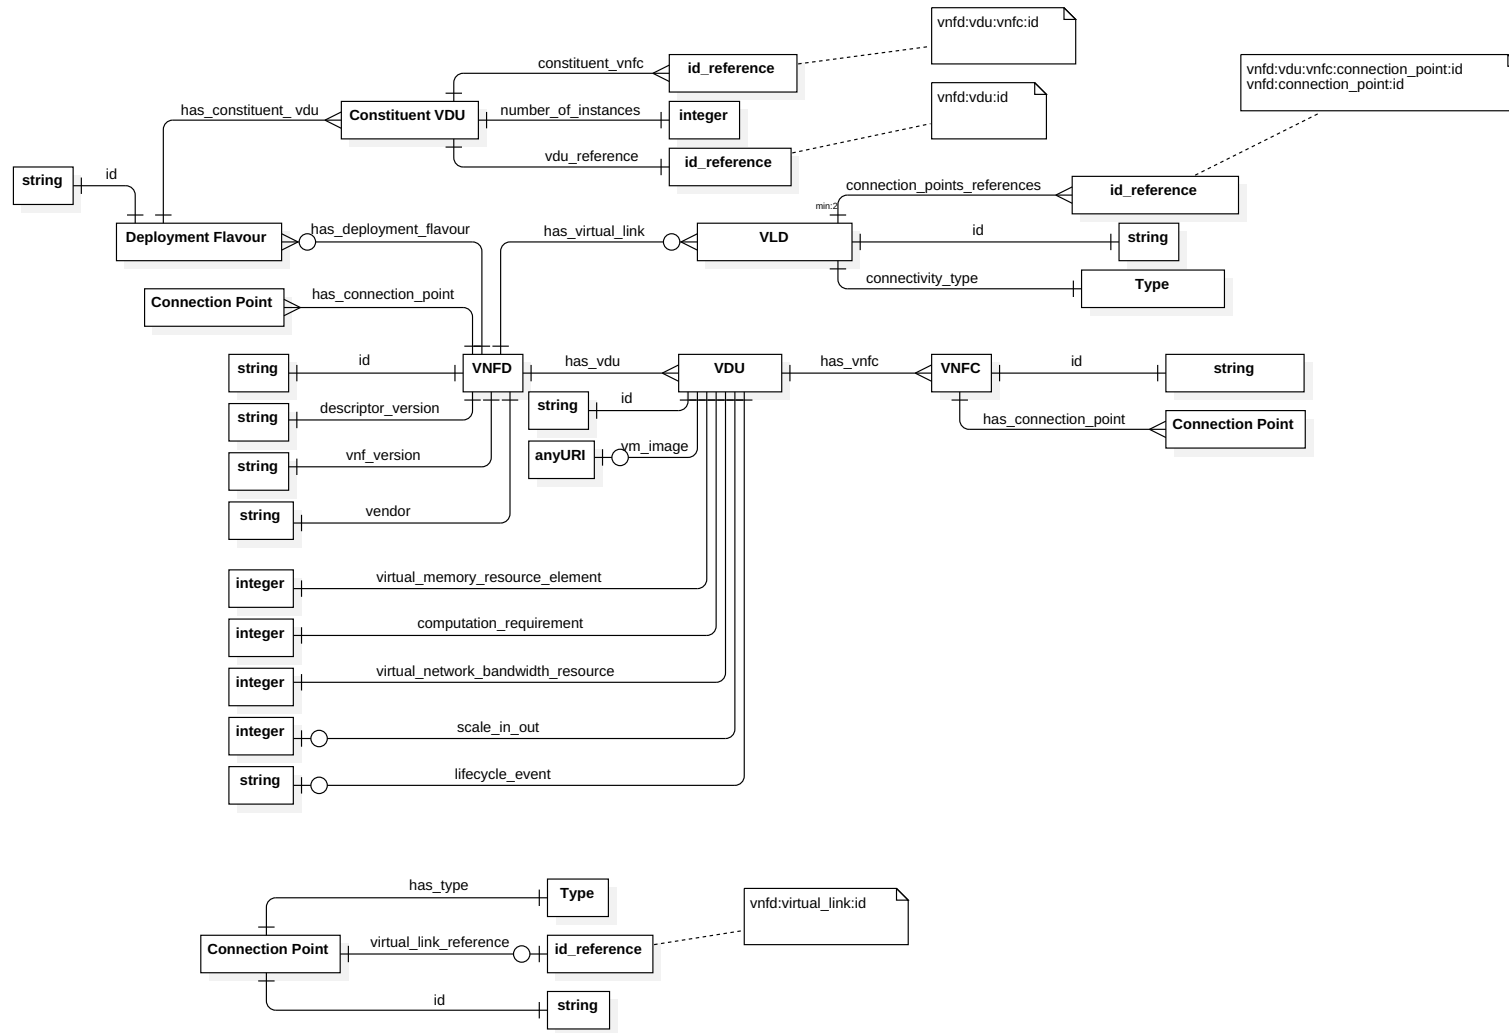 vnfd:vdu:vnfc:id
constituent_vnfc
id_reference
vnfd:vdu:vnfc:connection_point:id
vnfd:connection_point:id
has_constituent_ vdu
Constituent VDU
number_of_instances
integer
vnfd:vdu:id
vdu_reference
id_reference
string
id
connection_points_references
id_reference
min:2
Deployment Flavour
has_deployment_flavour
has_virtual_link
VLD
id
string
connectivity_type
Type
Connection Point
has_connection_point
string
id
VNFD
has_vdu
VDU
has_vnfc
VNFC
id
string
string
descriptor_version
string
id
has_connection_point
Connection Point
string
vnf_version
anyURI
vm_image
string
vendor
integer
virtual_memory_resource_element
integer
computation_requirement
integer
virtual_network_bandwidth_resource
integer
scale_in_out
string
lifecycle_event
has_type
Type
vnfd:virtual_link:id
Connection Point
virtual_link_reference
id_reference
id
string